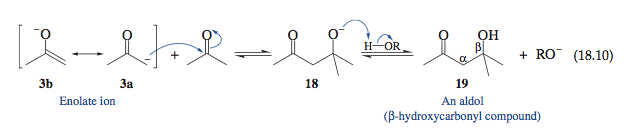 ⁻O O O O O⁻ H—OR O OH
β
α
+ + RO⁻ (18.10)
3b 3a 18 19
Enolate ion An aldol
(β-hydroxycarbonyl compound)